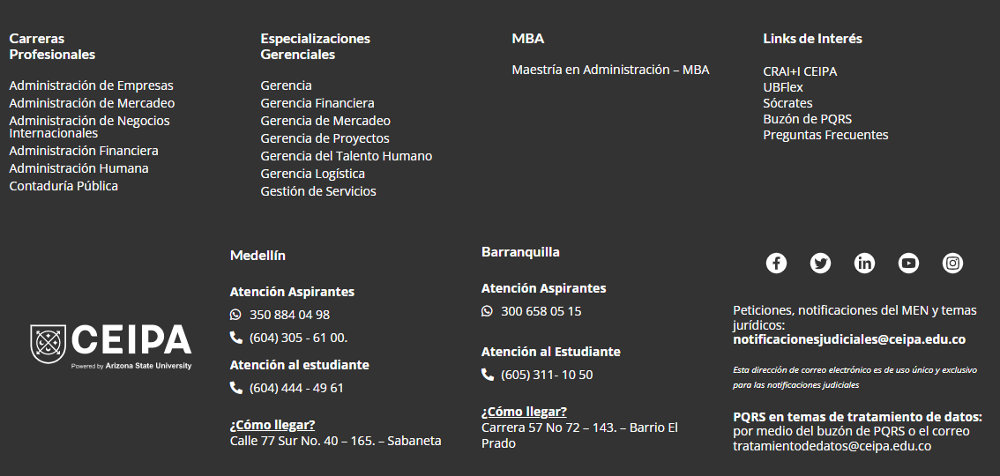 Carreras
Profesionales
Administración de Empresas
Administración de Mercadeo
Administración de Negocios
Internacionales
Administración Financiera
Administración Humana
Contaduría Pública
Especializaciones
Gerenciales
Gerencia
Gerencia Financiera
Gerencia de Mercadeo
Gerencia de Proyectos
Gerencia del Talento Humano
Gerencia Logística
Gestión de Servicios
MBA
Maestría en Administración – MBA
Links de Interés
CRAI+I CEIPA
UBFlex
Sócrates
Buzón de PQRS
Preguntas Frecuentes
CEIPA
Powered by Arizona State University
Medellín
Atención Aspirantes
350 884 04 98
(604) 305 - 61 00.
Atención al estudiante
(604) 444 - 49 61
¿Cómo llegar?
Calle 77 Sur No. 40 – 165. – Sabaneta
Barranquilla
Atención Aspirantes
300 658 05 15
Atención al Estudiante
(605) 311- 10 50
¿Cómo llegar?
Carrera 57 No 72 – 143. – Barrio El
Prado
Peticiones, notificaciones del MEN y temas
jurídicos:
notificacionesjudiciales@ceipa.edu.co
Esta dirección de correo electrónico es de uso único y exclusivo
para las notificaciones judiciales
PQRS en temas de tratamiento de datos:
por medio del buzón de PQRS o el correo
tratamientodedatos@ceipa.edu.co